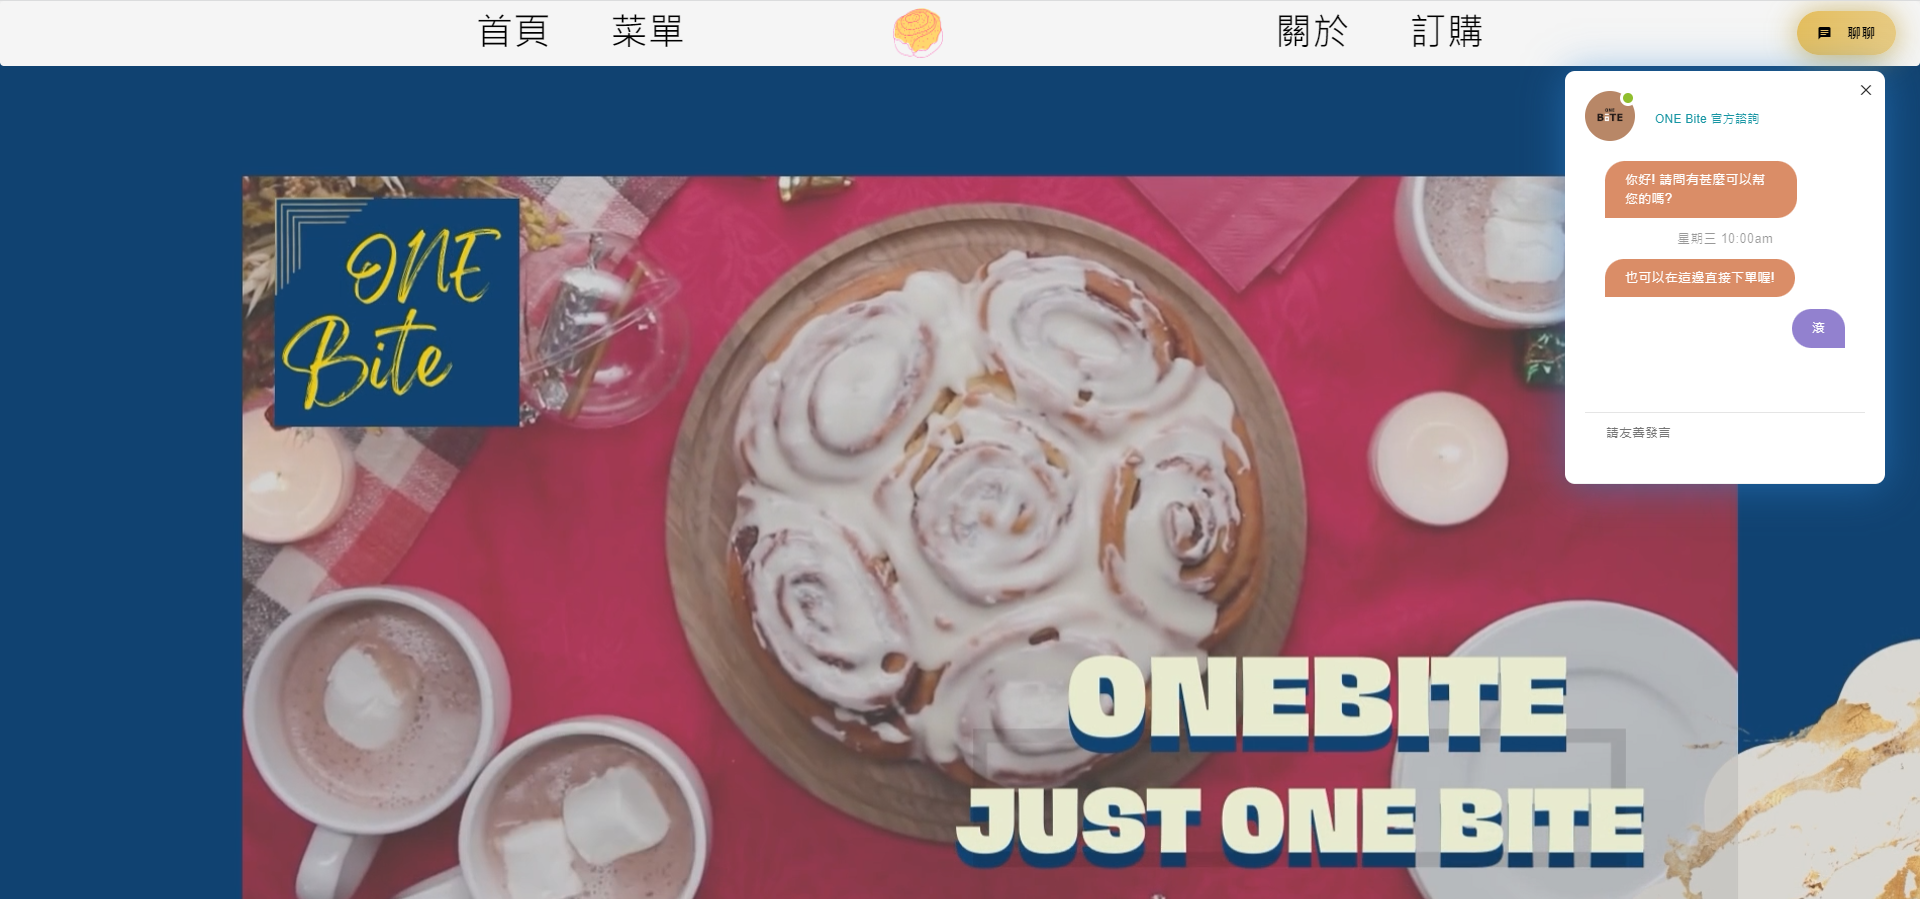 首頁
菜單
關於
訂購
聊聊
ONE
BiTE
ONE Bite 官方諮詢
你好! 請問有甚麼可以幫
您的嗎?
星期三 10:00am
也可以在這邊直接下單喔!
滾
請友善發言
ONE
Bite
ONEBITE
JUST ONE BITE